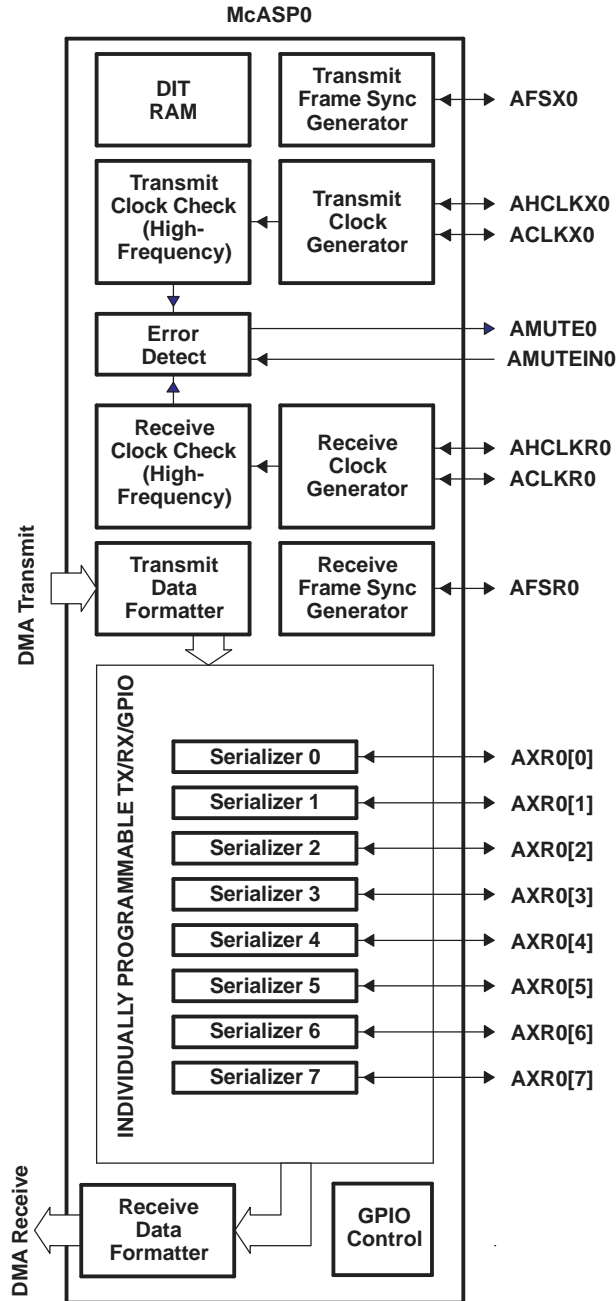 McASP0
DIT
RAM
Transmit
Frame Sync
Generator
AFSX0
Transmit
Clock Check
(High-
Frequency)
Transmit
Clock
Generator
AHCLKX0
ACLKX0
Error
Detect
AMUTE0
AMUTEIN0
Receive
Clock Check
(High-
Frequency)
Receive
Clock
Generator
AHCLKR0
ACLKR0
DMA Transmit
Transmit
Data
Formatter
Receive
Frame Sync
Generator
AFSR0
INDIVIDUALLY PROGRAMMABLE TX/RX/GPIO
Serializer 0
AXR0[0]
Serializer 1
AXR0[1]
Serializer 2
AXR0[2]
Serializer 3
AXR0[3]
Serializer 4
AXR0[4]
Serializer 5
AXR0[5]
Serializer 6
AXR0[6]
Serializer 7
AXR0[7]
DMA Receive
Receive
Data
Formatter
GPIO
Control